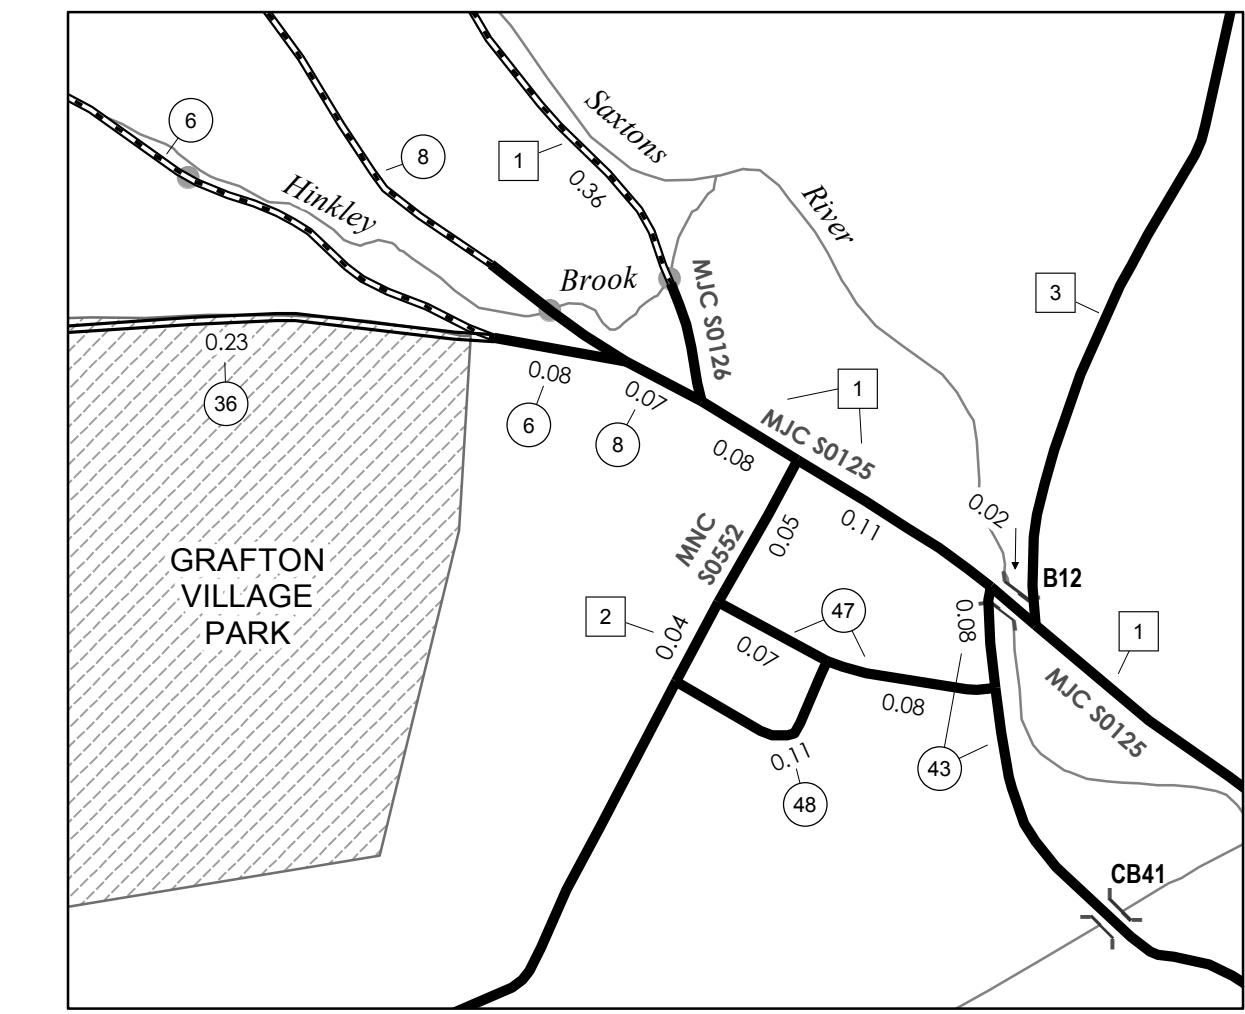 6
8
1
Saxtons
0.36
Hinkley
River
Brook
MJC S0126
3
0.23
36
0.08
6
0.07
8
1
MJC S0125
0.08
0.11
0.02
B12
MNC
S0552
0.05
GRAFTON
VILLAGE
PARK
2
0.04
47
0.07
0.08
1
MJC S0125
0.08
0.11
48
43
CB41